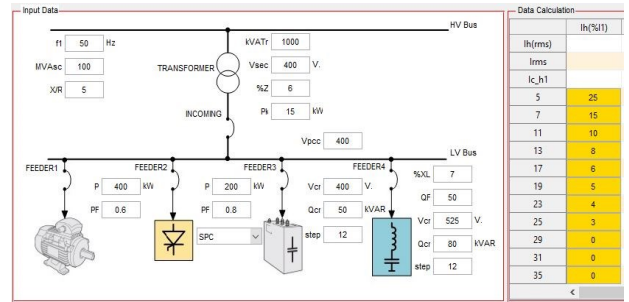 Input Data
HV Bus
f1 50 Hz
MVAsc 100
X/R 5
TRANSFORMER
kVATr 1000
Vsec 400 V.
%Z 6
Pk 15 kW
INCOMING
Vpcc 400
LV Bus
FEEDER1
P 400 kW
PF 0.6
FEEDER2
P 200 kW
PF 0.8
SPC
FEEDER3
Vcr 400 V.
Qcr 50 kVAR
step 12
FEEDER4
%XL 7
QF 50
Vcr 525 V.
Qcr 80 kVAR
step 12
Data Calculation
Ih(%I1)
Ih(rms)
Irms
Ic_h1
5 25
7 15
11 10
13 8
17 6
19 5
23 4
25 3
29 0
31 0
35 0